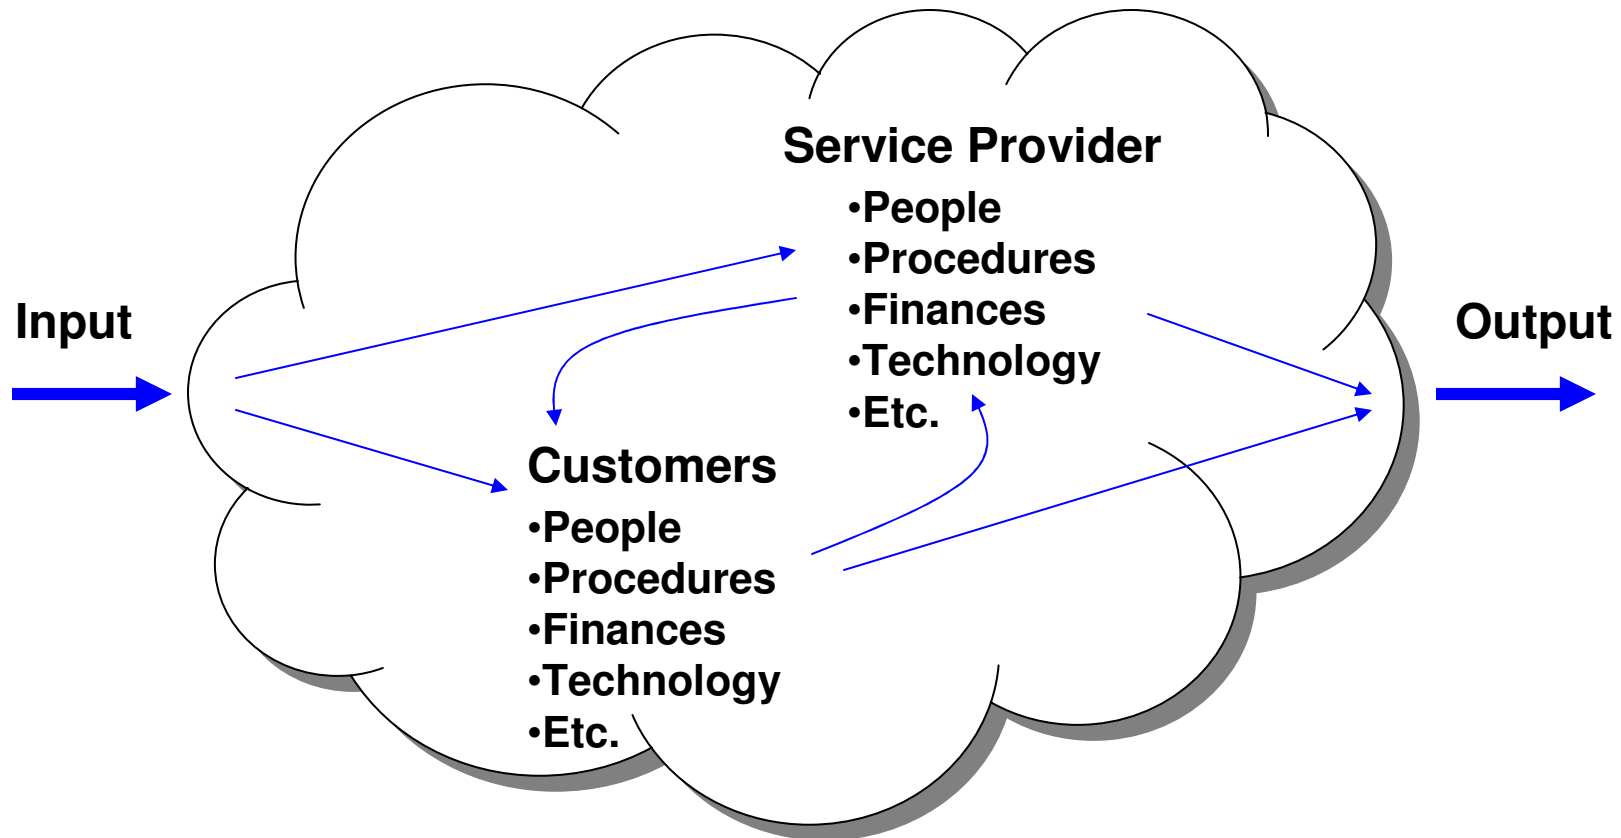 Service Provider
•People
•Procedures
•Finances
•Technology
•Etc.
Input
Output
Customers
•People
•Procedures
•Finances
•Technology
•Etc.